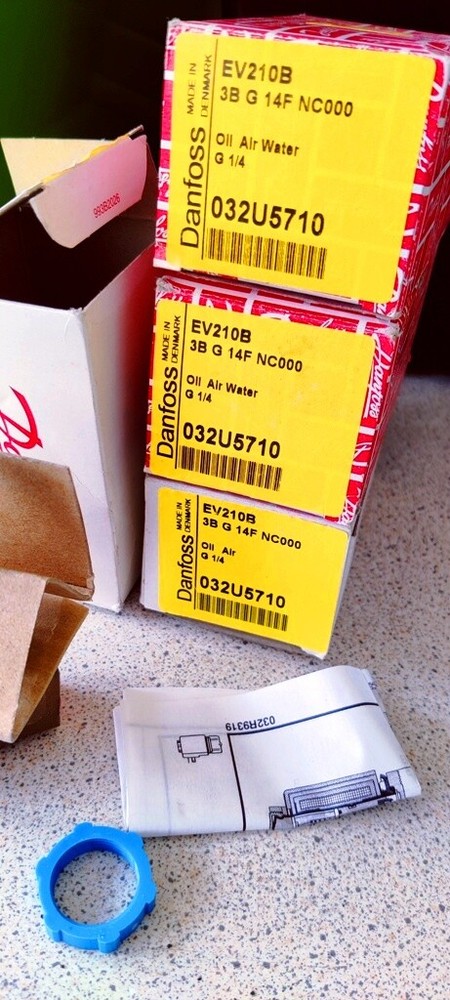 EV210B
3B G 14F NC000
Oil Air Water
G 1/4
032U5710
Danfoss
MADE IN
DENMARK
993B2026
EV210B
3B G 14F NC000
Oil Air Water
G 1/4
032U5710
Danfoss
MADE IN
DENMARK
Danfoss
EV210B
3B G 14F NC000
Oil Air
G 1/4
032U5710
Danfoss
MADE IN
DENMARK
032R9319